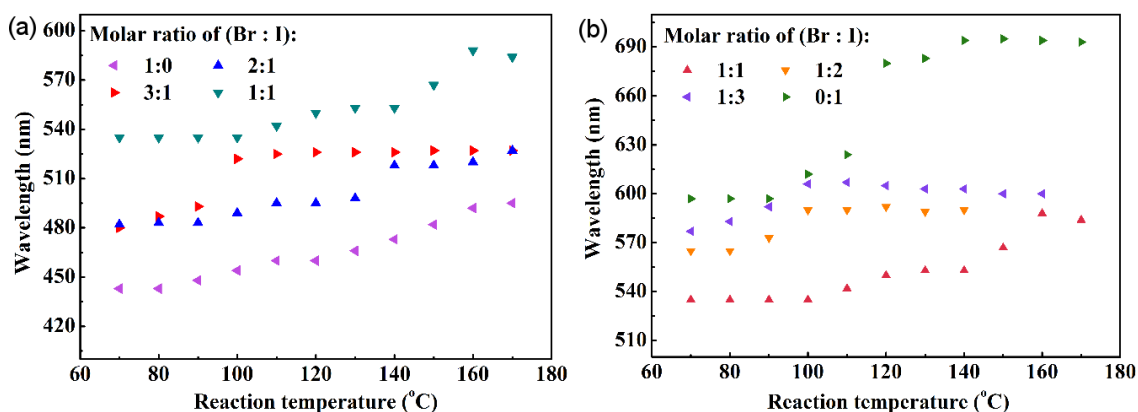 (a)
Molar ratio of (Br : I):
1:0 2:1
3:1 1:1
600
570
540
510
480
450
420
Wavelength (nm)
60 80 100 120 140 160 180
Reaction temperature (°C)
(b)
Molar ratio of (Br : I):
1:1 1:2
1:3 0:1
690
660
630
600
570
540
510
Wavelength (nm)
60 80 100 120 140 160 180
Reaction temperature (°C)